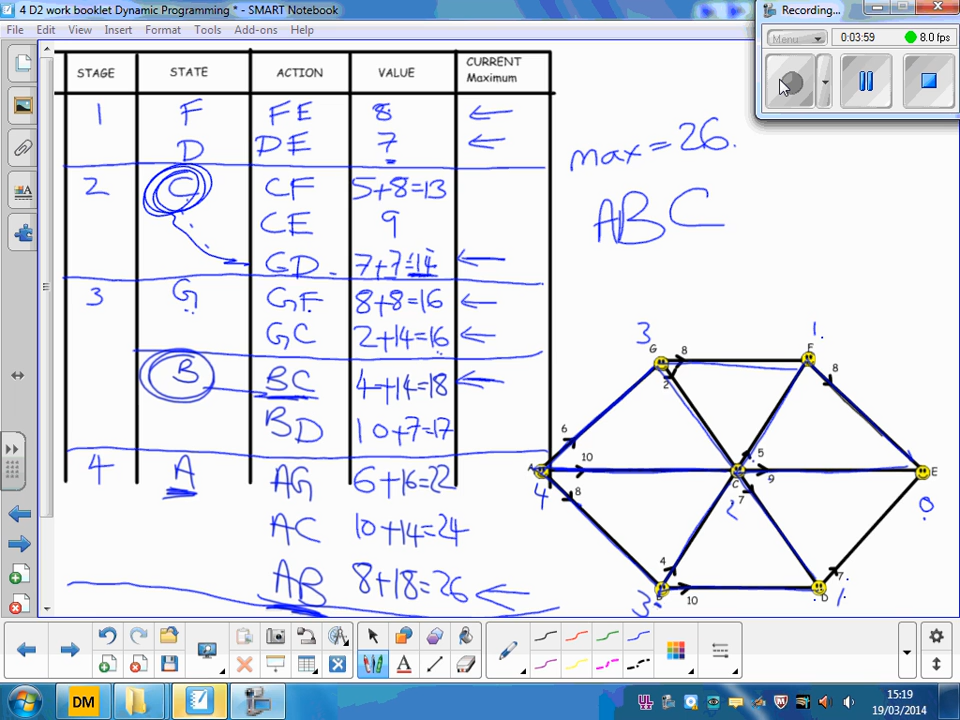 4 D2 work booklet Dynamic Programming * - SMART Notebook
File Edit View Insert Format Tools Add-ons Help
Recording...
Menu 0:03:59 8.0 fps
STAGE STATE ACTION VALUE CURRENT Maximum
1 F FE 8 ←
D DE 7 ←
2 C CF 5+8=13
CE 9
GD 7+7=14 ←
3 G GF 8+8=16 ←
GC 2+14=16 ←
B BC 4+14=18 ←
BD 10+7=17
4 A AG 6+16=22
AC 10+14=24
AB 8+18=26 ←
max = 26.
ABC
3 1
G 8 F
2 8
6
5
A 10 C 9 E
4 8 2 7 0
4 7
B 10 D
3 1
DM
15:19
19/03/2014